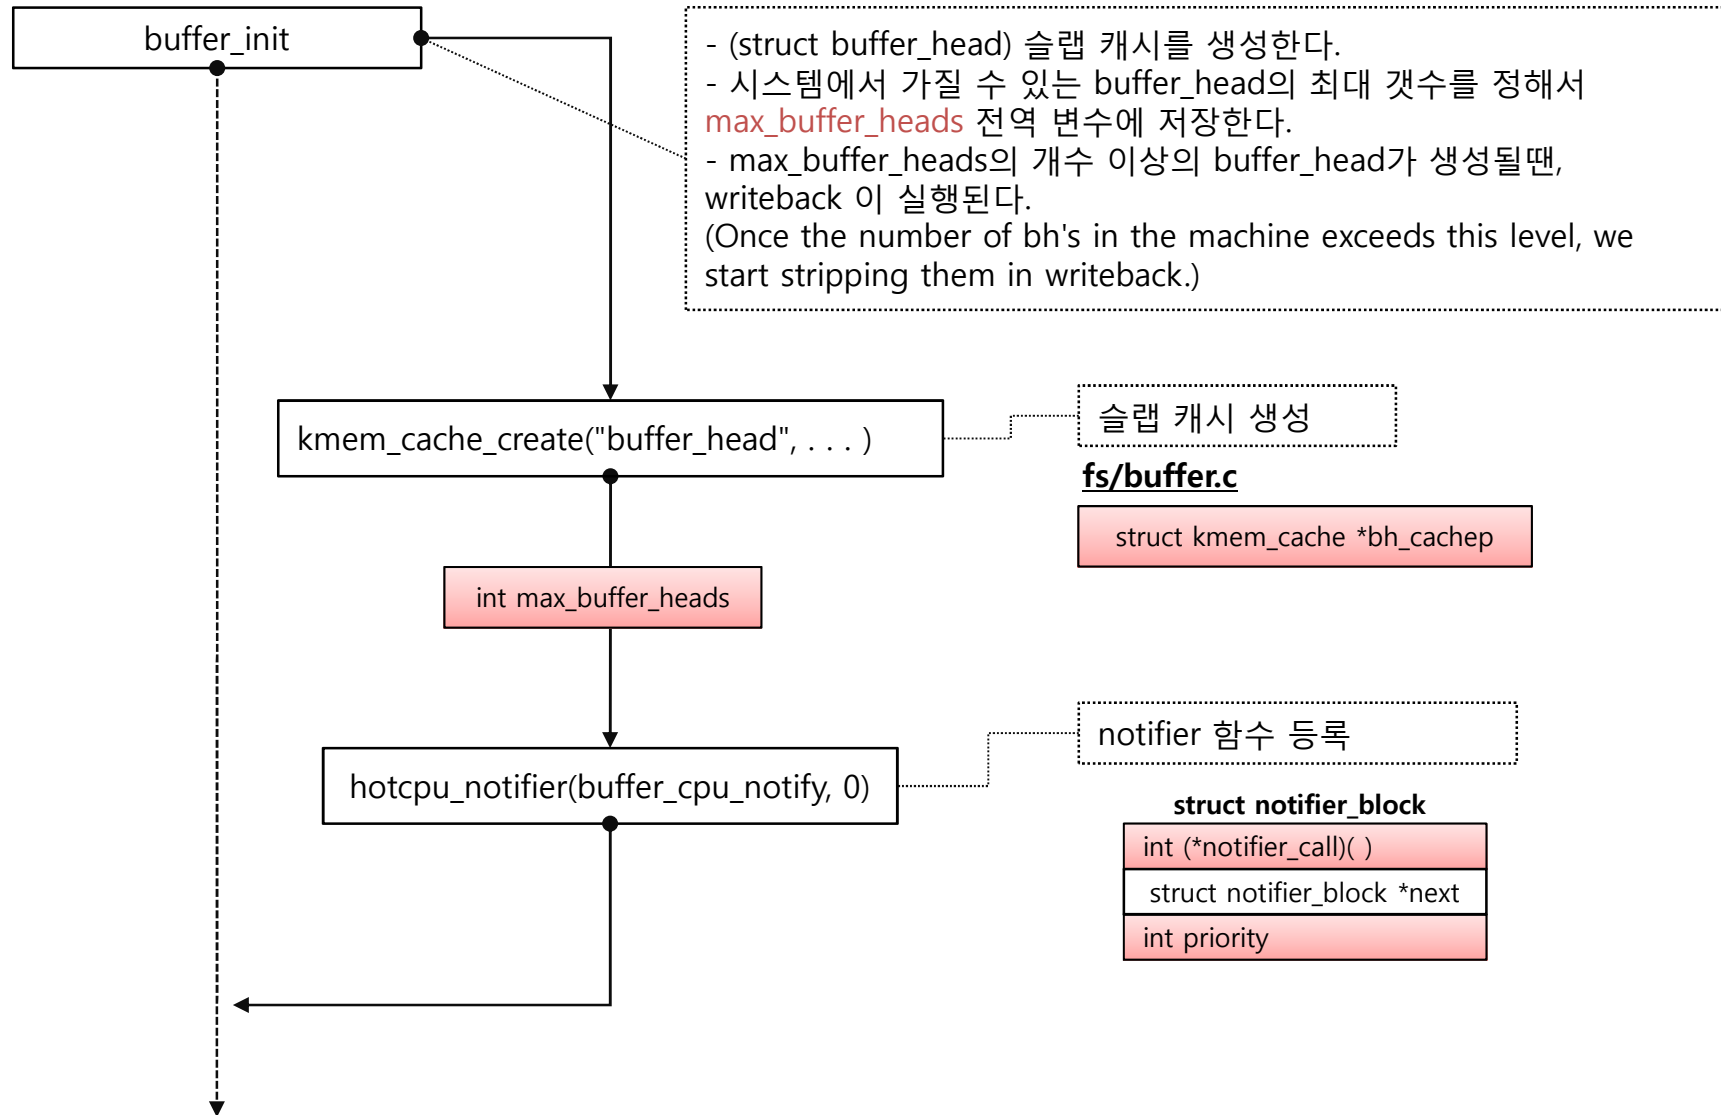 buffer_init
- (struct buffer_head) 슬랩 캐시를 생성한다.
- 시스템에서 가질 수 있는 buffer_head의 최대 갯수를 정해서
max_buffer_heads 전역 변수에 저장한다.
- max_buffer_heads의 개수 이상의 buffer_head가 생성될땐,
writeback 이 실행된다.
(Once the number of bh's in the machine exceeds this level, we
start stripping them in writeback.)
kmem_cache_create("buffer_head", . . . )
슬랩 캐시 생성
fs/buffer.c
struct kmem_cache *bh_cachep
int max_buffer_heads
hotcpu_notifier(buffer_cpu_notify, 0)
notifier 함수 등록
struct notifier_block
int (*notifier_call)( )
struct notifier_block *next
int priority